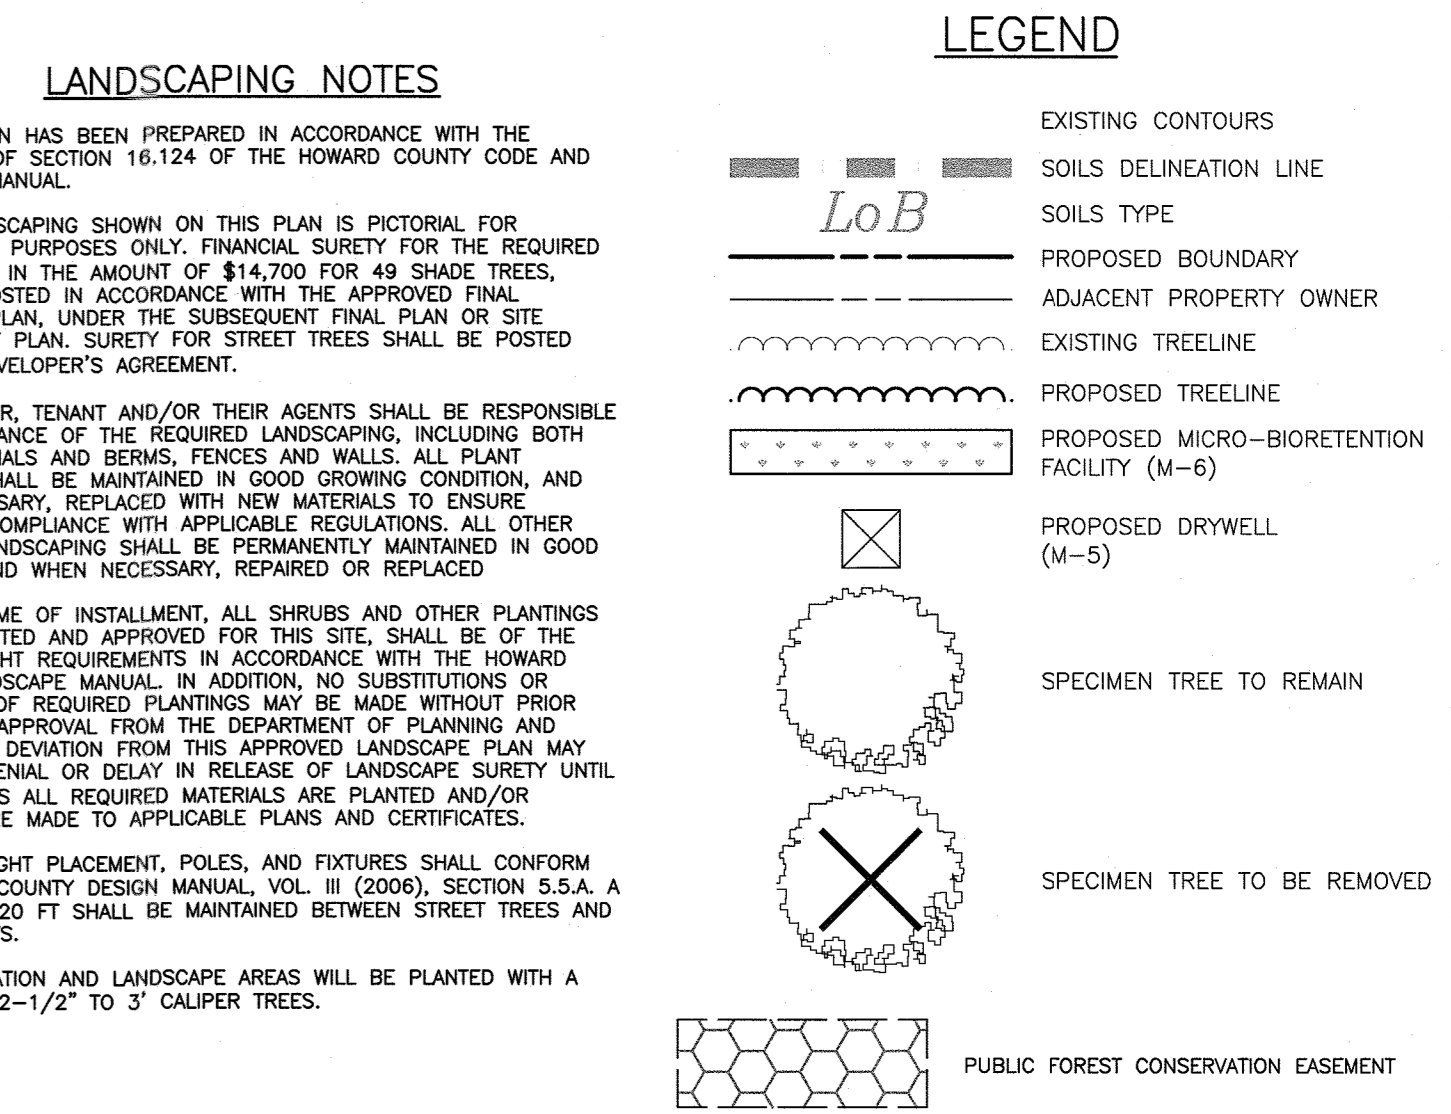 LANDSCAPING NOTES
N HAS BEEN PREPARED IN ACCORDANCE WITH THE
OF SECTION 16.124 OF THE HOWARD COUNTY CODE AND
MANUAL.
SCAPING SHOWN ON THIS PLAN IS PICTORIAL FOR
PURPOSES ONLY. FINANCIAL SURETY FOR THE REQUIRED
IN THE AMOUNT OF $14,700 FOR 49 SHADE TREES,
OSTED IN ACCORDANCE WITH THE APPROVED FINAL
PLAN, UNDER THE SUBSEQUENT FINAL PLAN OR SITE
PLAN. SURETY FOR STREET TREES SHALL BE POSTED
VELOPER'S AGREEMENT.
R, TENANT AND/OR THEIR AGENTS SHALL BE RESPONSIBLE
ANCE OF THE REQUIRED LANDSCAPING, INCLUDING BOTH
IALS AND BERMS, FENCES AND WALLS. ALL PLANT
HALL BE MAINTAINED IN GOOD GROWING CONDITION, AND
SARY, REPLACED WITH NEW MATERIALS TO ENSURE
OMPLIANCE WITH APPLICABLE REGULATIONS. ALL OTHER
NDSCAPING SHALL BE PERMANENTLY MAINTAINED IN GOOD
ND WHEN NECESSARY, REPAIRED OR REPLACED
ME OF INSTALLMENT, ALL SHRUBS AND OTHER PLANTINGS
TED AND APPROVED FOR THIS SITE, SHALL BE OF THE
HT REQUIREMENTS IN ACCORDANCE WITH THE HOWARD
DSCAPE MANUAL. IN ADDITION, NO SUBSTITUTIONS OR
OF REQUIRED PLANTINGS MAY BE MADE WITHOUT PRIOR
APPROVAL FROM THE DEPARTMENT OF PLANNING AND
DEVIATION FROM THIS APPROVED LANDSCAPE PLAN MAY
ENIAL OR DELAY IN RELEASE OF LANDSCAPE SURETY UNTIL
S ALL REQUIRED MATERIALS ARE PLANTED AND/OR
E MADE TO APPLICABLE PLANS AND CERTIFICATES.
GHT PLACEMENT, POLES, AND FIXTURES SHALL CONFORM
COUNTY DESIGN MANUAL, VOL. III (2006), SECTION 5.5.A. A
20 FT SHALL BE MAINTAINED BETWEEN STREET TREES AND
TS.
ATION AND LANDSCAPE AREAS WILL BE PLANTED WITH A
2-1/2" TO 3' CALIPER TREES.
LEGEND
EXISTING CONTOURS
SOILS DELINEATION LINE
LoB
SOILS TYPE
PROPOSED BOUNDARY
ADJACENT PROPERTY OWNER
EXISTING TREELINE
PROPOSED TREELINE
PROPOSED MICRO-BIORETENTION
FACILITY (M-6)
PROPOSED DRYWELL
(M-5)
SPECIMEN TREE TO REMAIN
SPECIMEN TREE TO BE REMOVED
PUBLIC FOREST CONSERVATION EASEMENT